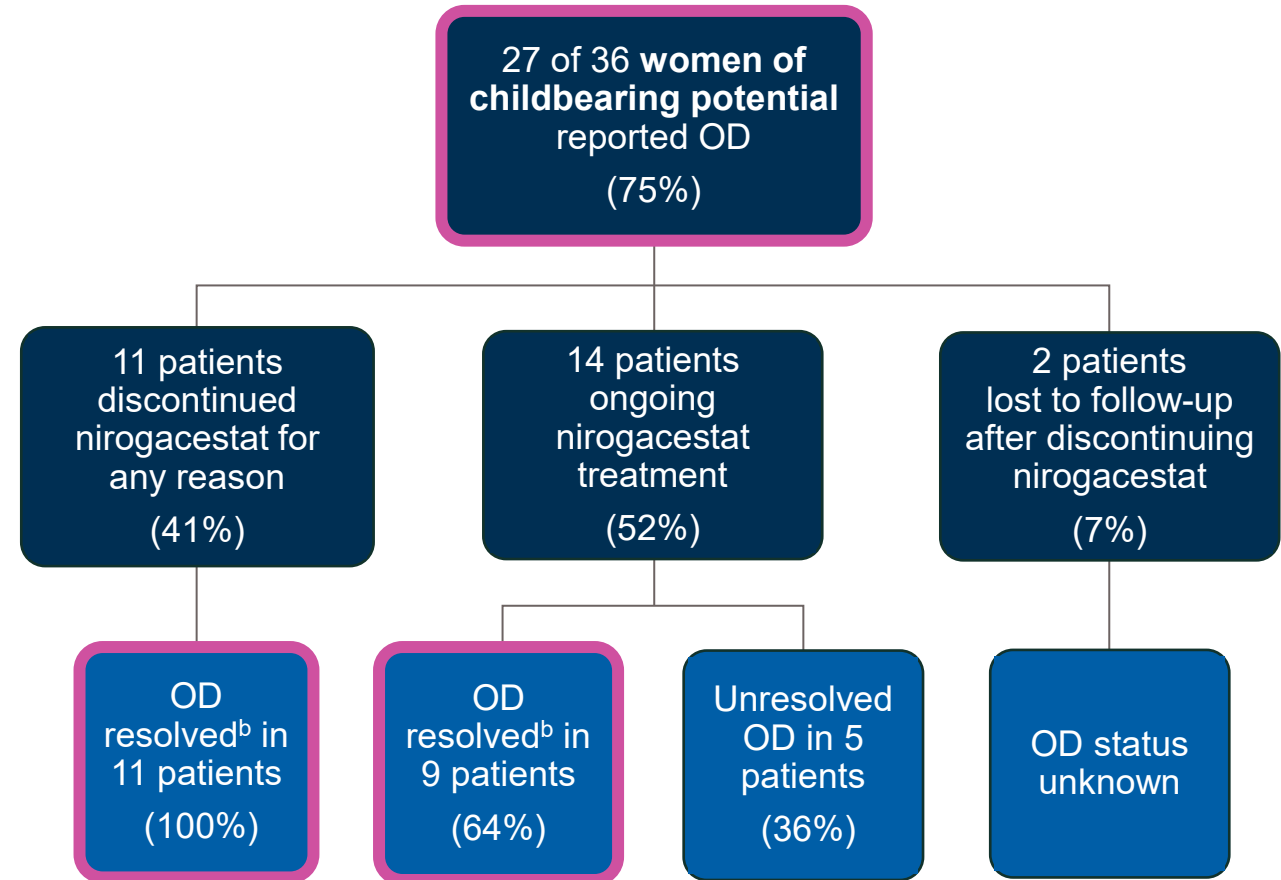 27 of 36 women of
childbearing potential
reported OD
(75%)
11 patients
discontinued
nirogacestat for
any reason
(41%)
14 patients
ongoing
nirogacestat
treatment
(52%)
2 patients
lost to follow-up
after discontinuing
nirogacestat
(7%)
OD
resolvedᵇ in
11 patients
(100%)
OD
resolvedᵇ in
9 patients
(64%)
Unresolved
OD in 5
patients
(36%)
OD status
unknown